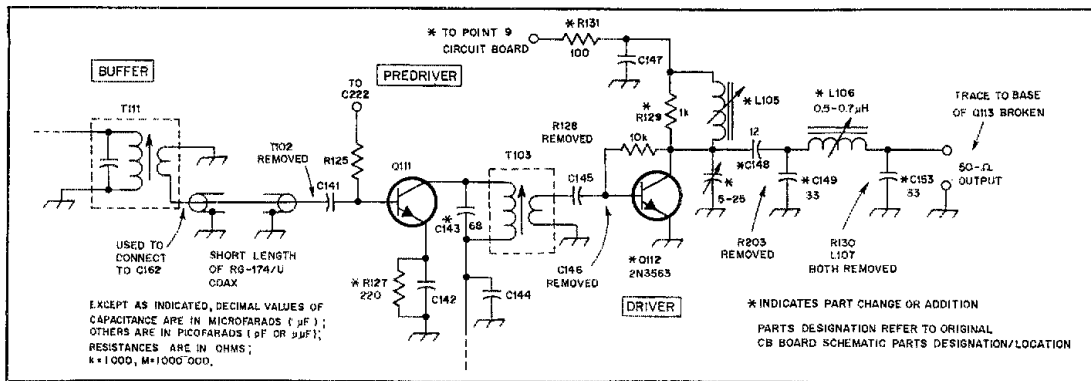 BUFFER
T111
USED TO
CONNECT
TO C162
SHORT LENGTH
OF RG-174/U
COAX
T102
REMOVED
TO
C222
R125
C141
PREDRIVER
Q111
* R127
220
C142
* C143
68
C144
T103
C145
C146
REMOVED
R128
REMOVED
10k
* TO POINT 9
CIRCUIT BOARD
* R131
100
C147
*
R129
1k
* L105
*
5-25
* Q112
2N3563
DRIVER
12
* C148
* C149
33
R203
REMOVED
* L106
0.5-0.7µH
* C153
33
R130
L107
BOTH REMOVED
TRACE TO BASE
OF Q113 BROKEN
50-Ω
OUTPUT
EXCEPT AS INDICATED, DECIMAL VALUES OF
CAPACITANCE ARE IN MICROFARADS (µF);
OTHERS ARE IN PICOFARADS (pF OR µµF);
RESISTANCES ARE IN OHMS;
k=1000, M=1000 000.
* INDICATES PART CHANGE OR ADDITION
PARTS DESIGNATION REFER TO ORIGINAL
CB BOARD SCHEMATIC PARTS DESIGNATION/LOCATION